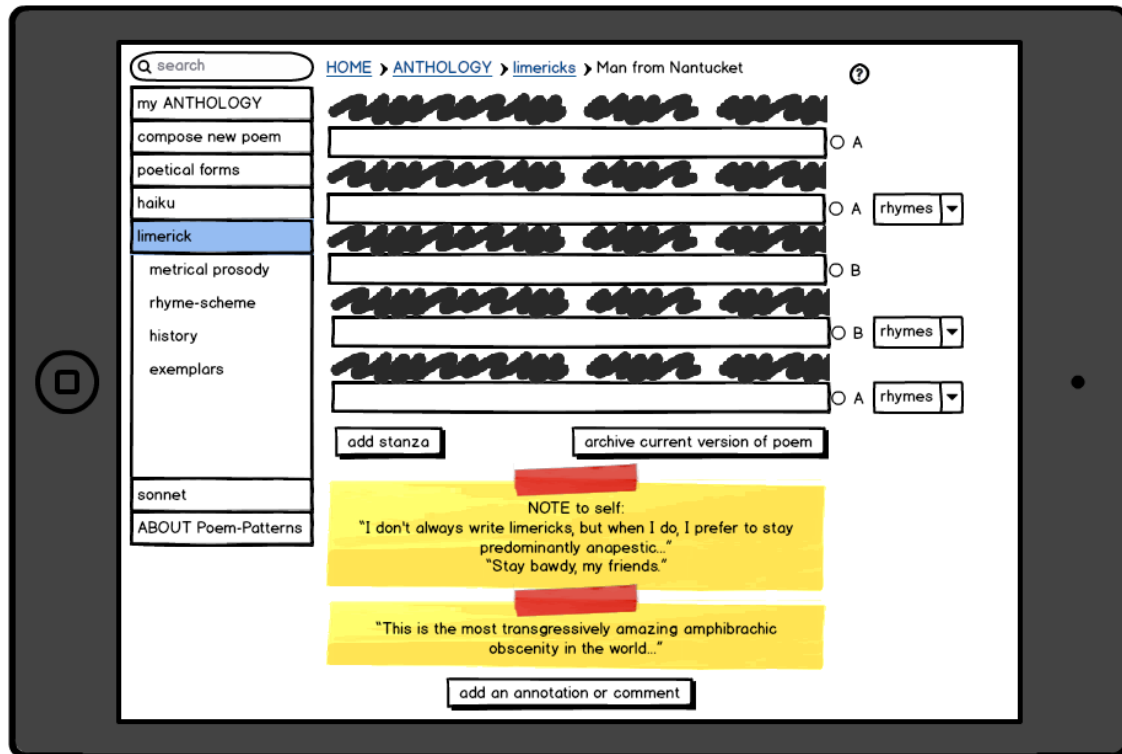 search
HOME > ANTHOLOGY > limericks > Man from Nantucket
?
my ANTHOLOGY
compose new poem
poetical forms
haiku
limerick
metrical prosody
rhyme-scheme
history
exemplars
sonnet
ABOUT Poem-Patterns
A
A rhymes
B
B rhymes
A rhymes
add stanza
archive current version of poem
NOTE to self:
“I don't always write limericks, but when I do, I prefer to stay
predominantly anapestic...”
“Stay bawdy, my friends.”
“This is the most transgressively amazing amphibrachic
obscenity in the world...”
add an annotation or comment